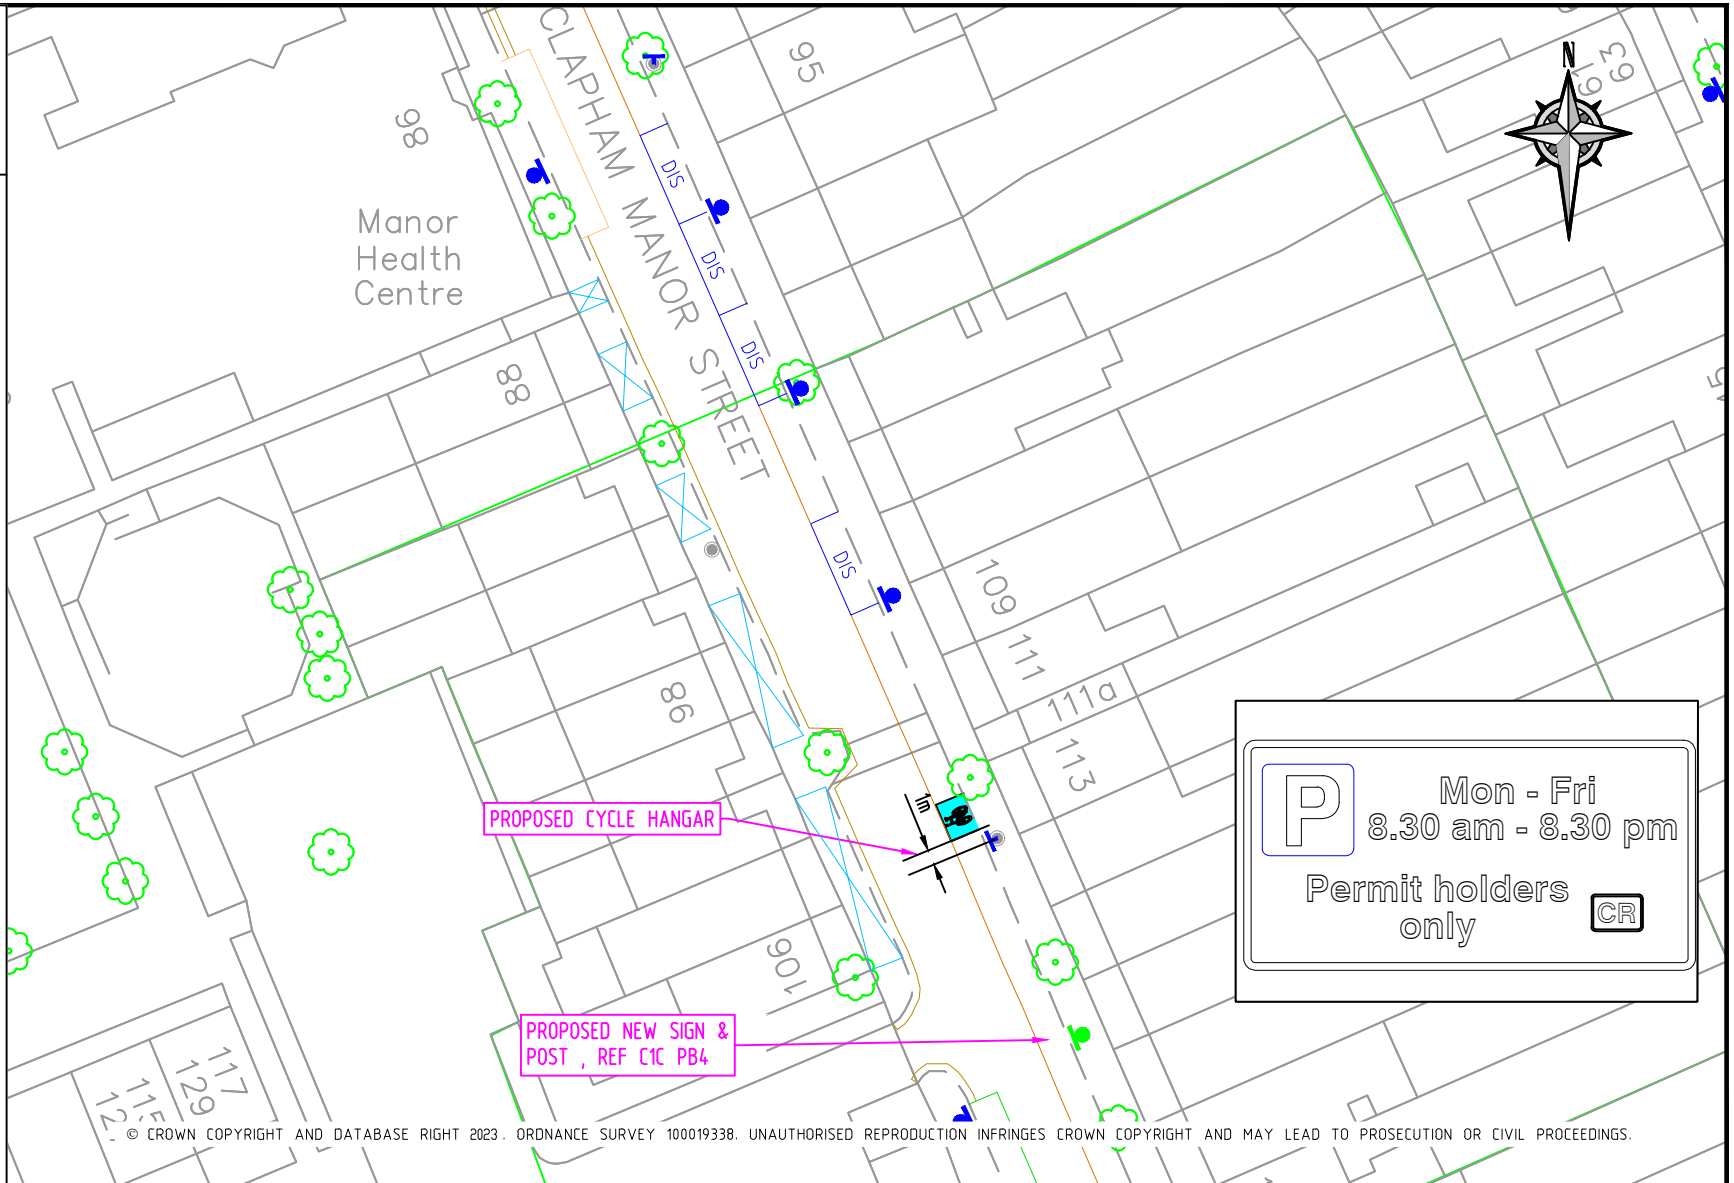 CLAPHAM MANOR STREET
95
98
N
63
61
Manor
Health
Centre
DIS
DIS
DIS
88
DIS
109
111
111a
113
86
PROPOSED CYCLE HANGAR
1m
P
Mon - Fri
8.30 am - 8.30 pm
Permit holders
only
CR
106
PROPOSED NEW SIGN &
POST , REF C1C PB4
117
129
115
© CROWN COPYRIGHT AND DATABASE RIGHT 2023. ORDNANCE SURVEY 100019338. UNAUTHORISED REPRODUCTION INFRINGES CROWN COPYRIGHT AND MAY LEAD TO PROSECUTION OR CIVIL PROCEEDINGS.